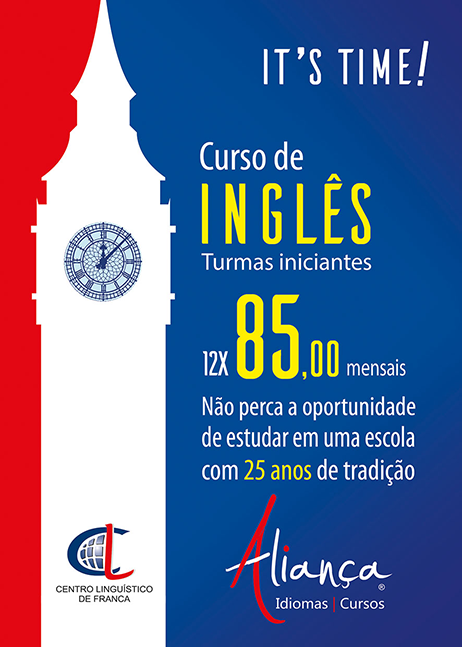 IT'S TIME!
Curso de
INGLÊS
Turmas iniciantes
12X 85,00 mensais
Não perca a oportunidade
de estudar em uma escola
com 25 anos de tradição
CL
CENTRO LINGUÍSTICO
DE FRANCA
Aliança®
Idiomas | Cursos